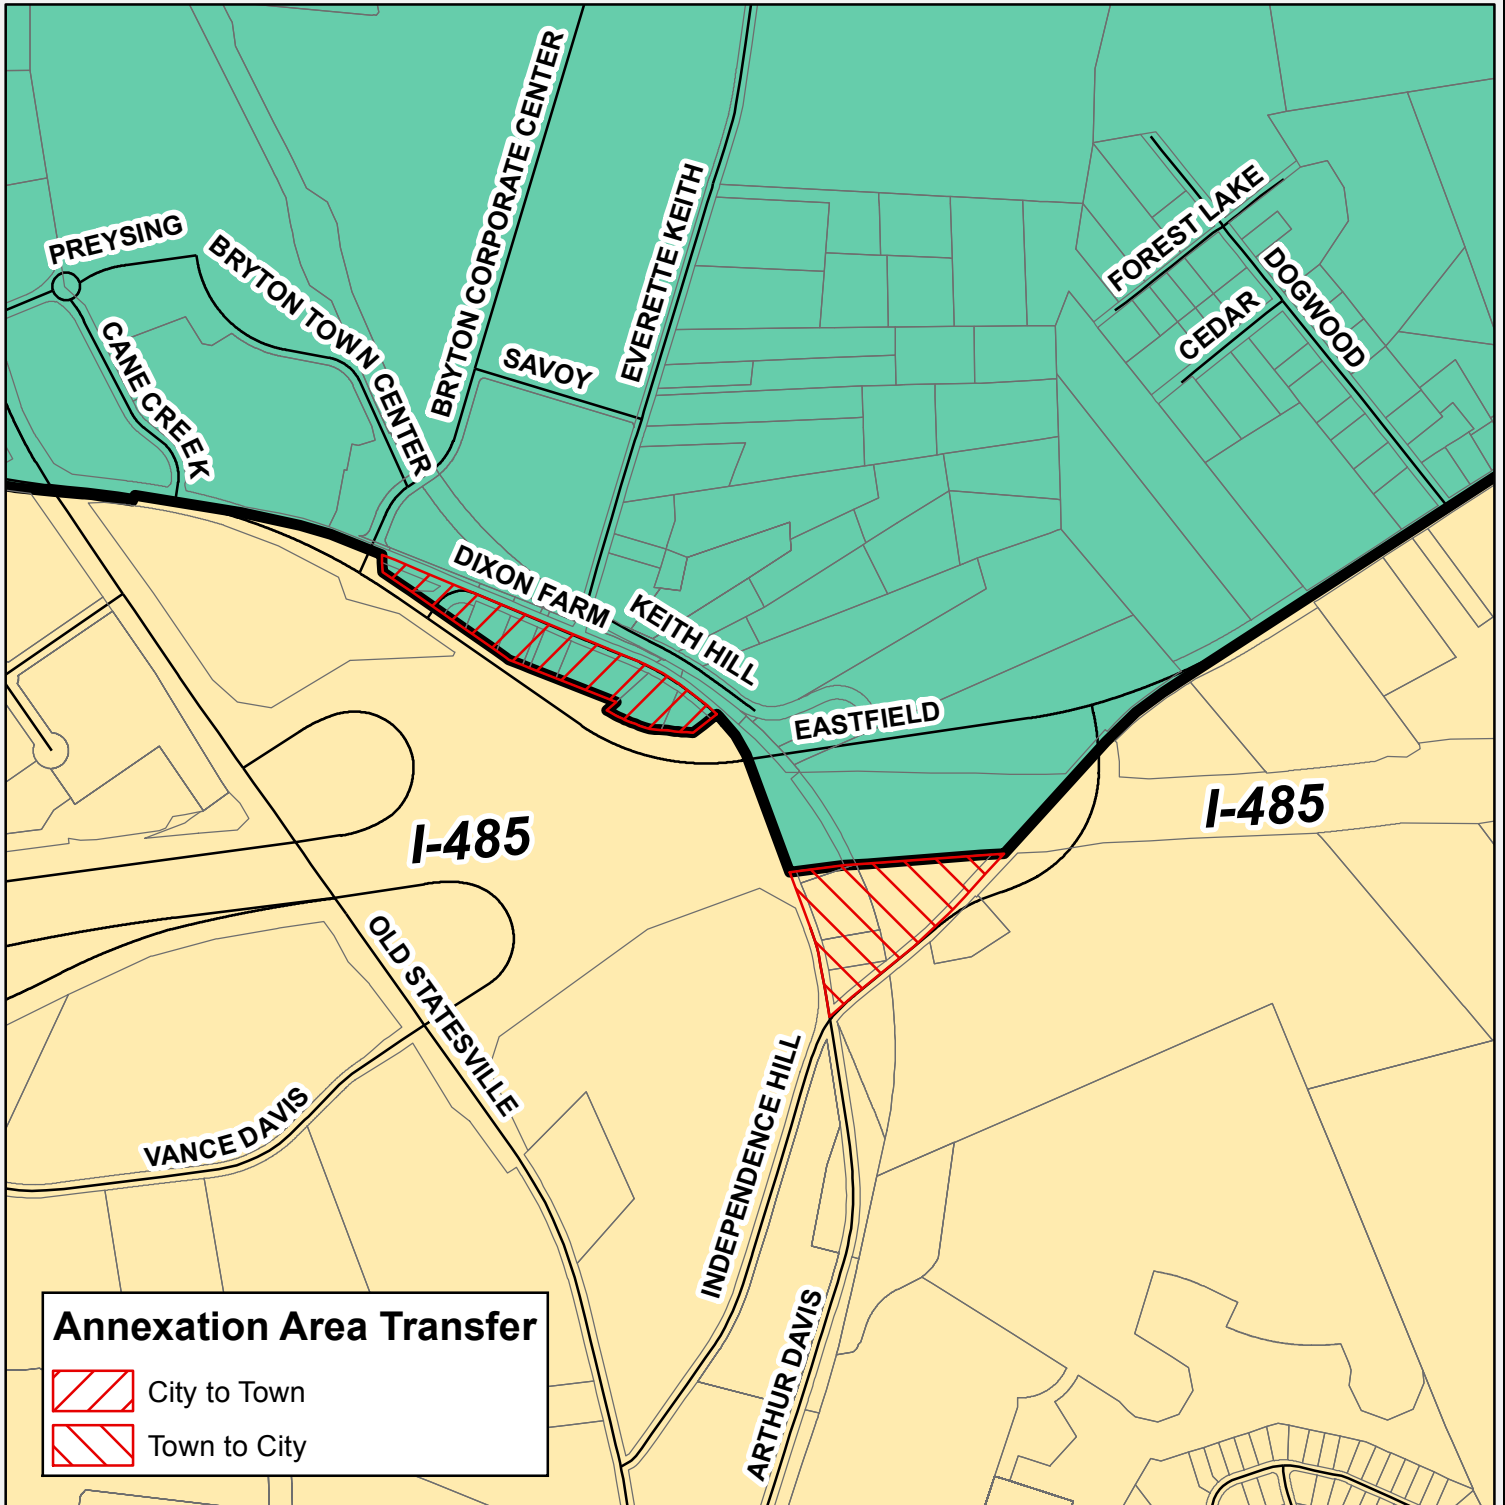 BRYTON CORPORATE CENTER
EVERETTE KEITH
FOREST LAKE
PREYSING
BRYTON TOWN CENTER
DOGWOOD
CEDAR
CANE CREEK
SAVOY
DIXON FARM
KEITH HILL
EASTFIELD
I-485
I-485
OLD STATESVILLE
INDEPENDENCE HILL
VANCE DAVIS
ARTHUR DAVIS
Annexation Area Transfer
City to Town
Town to City